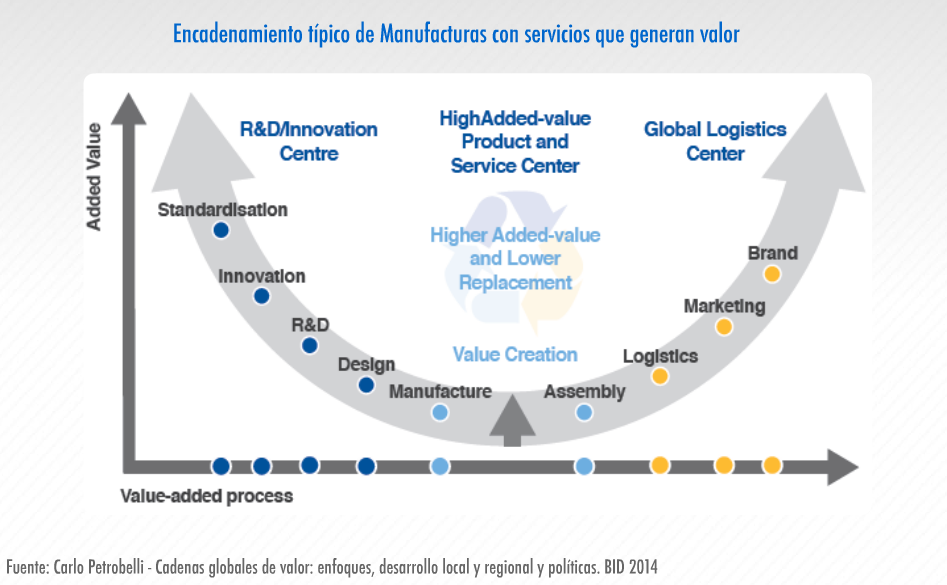 Encadenamiento típico de Manufacturas con servicios que generan valor
Added Value
R&D/Innovation
Centre
HighAdded-value
Product and
Service Center
Global Logistics
Center
Standardisation
Higher Added-value
and Lower
Replacement
Brand
Innovation
Marketing
R&D
Value Creation
Logistics
Design
Manufacture
Assembly
Value-added process
Fuente: Carlo Petrobelli - Cadenas globales de valor: enfoques, desarrollo local y regional y políticas. BID 2014